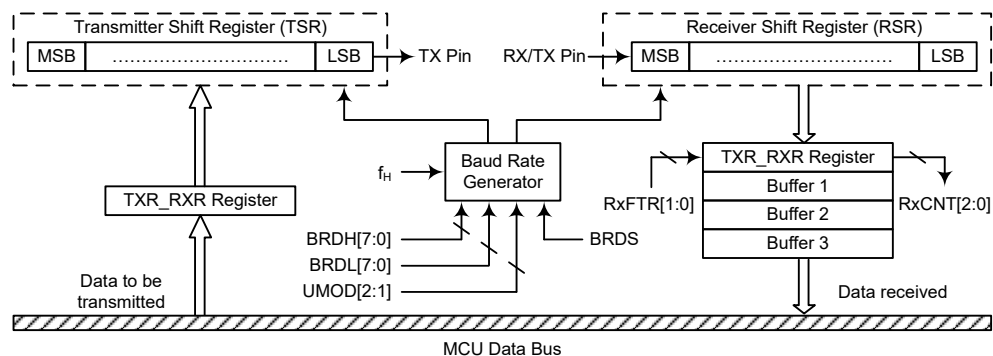 Transmitter Shift Register (TSR)
MSB ………………………… LSB
TX Pin
RX/TX Pin
Receiver Shift Register (RSR)
MSB ………………………… LSB
fH
Baud Rate
Generator
TXR_RXR Register
TXR_RXR Register
Buffer 1
Buffer 2
Buffer 3
RxFTR[1:0]
RxCNT[2:0]
BRDH[7:0]
BRDL[7:0]
UMOD[2:1]
BRDS
Data to be
transmitted
Data received
MCU Data Bus